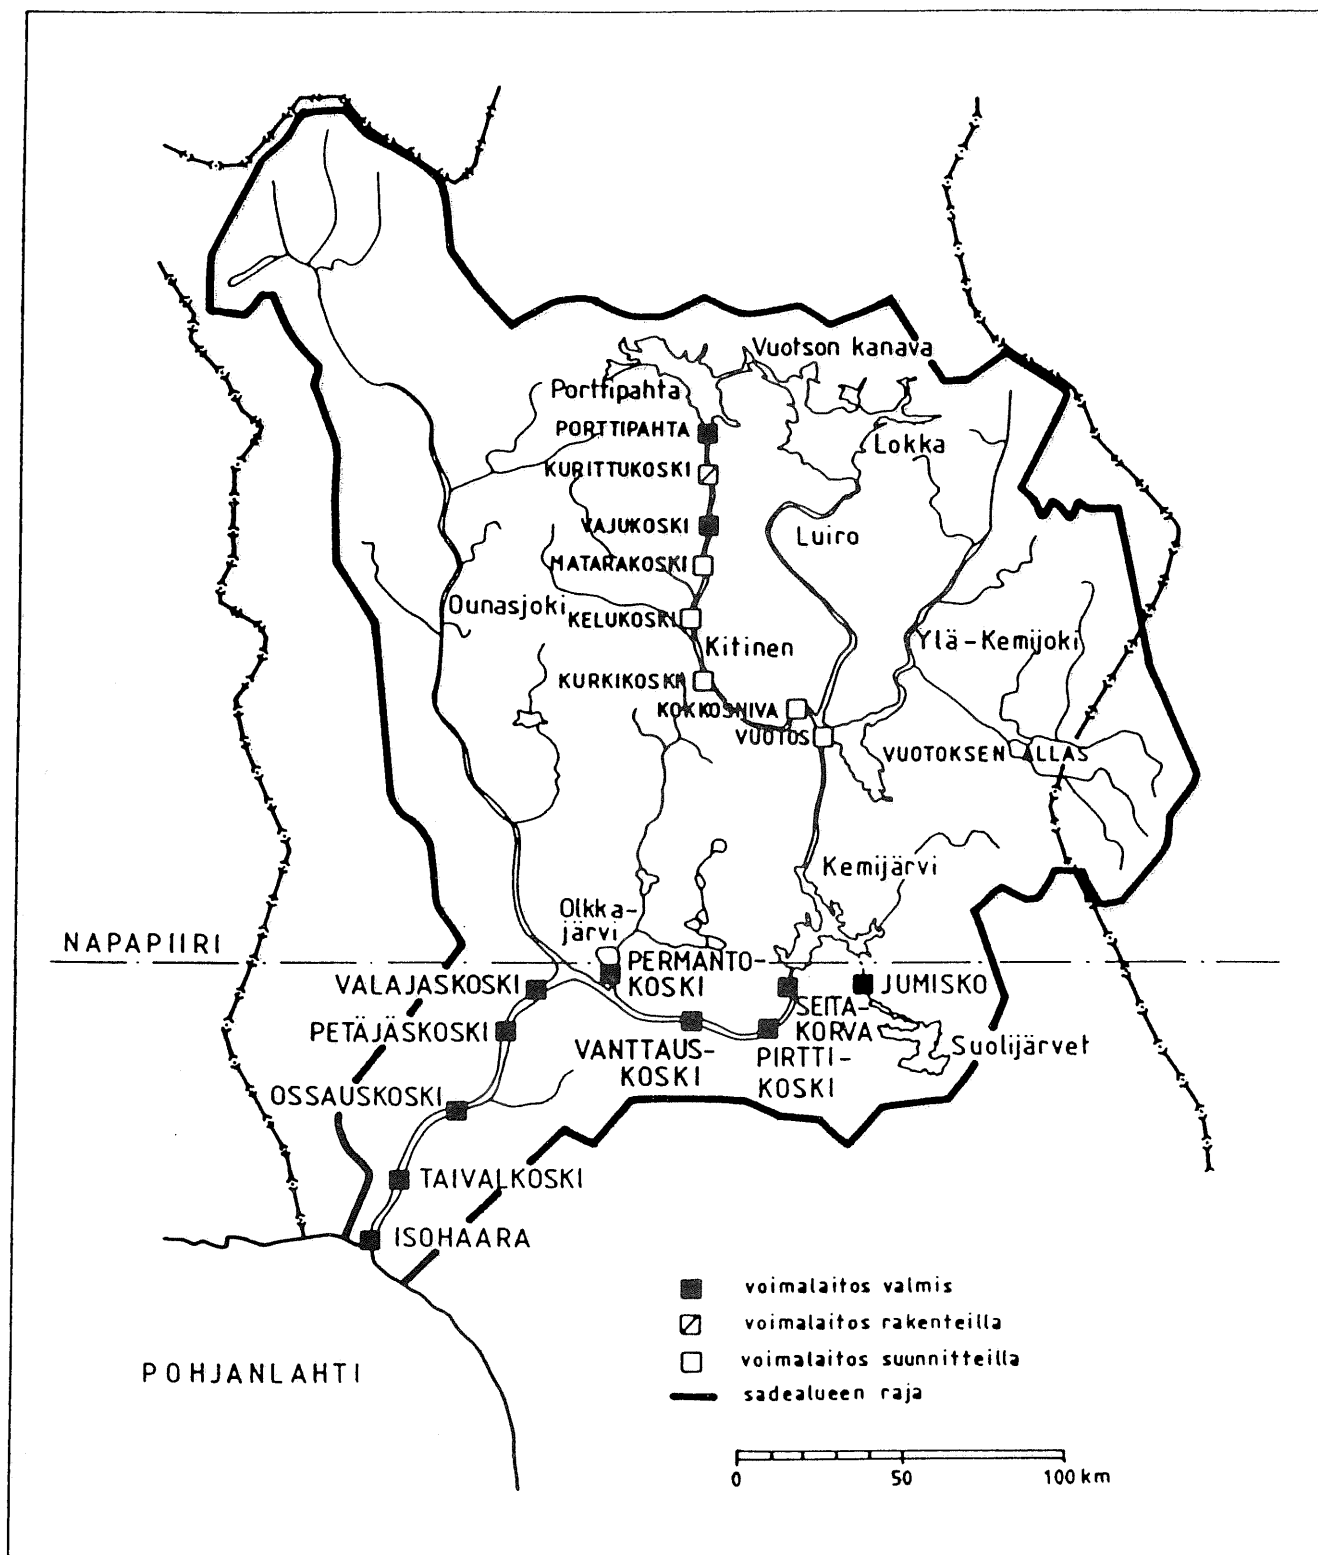 Vuotson kanava
Porttipahta
PORTTIPAHTA
Lokka
KURITTUKOSKI
VAJUKOSKI
Luiro
MATARAKOSKI
Ounasjoki
KELUKOSKI
Kitinen
Ylä-Kemijoki
KURKIKOSKI
KOKKOSNIVA
VUOTOS
VUOTOKSEN ALLAS
Kemijärvi
Olkka-
järvi
NAPAPIIRI
PERMANTO-
KOSKI
VALAJASKOSKI
JUMISKO
SEITA-
KORVA
PETÄJÄSKOSKI
VANTTAUS-
KOSKI
PIRTTI-
KOSKI
Suolijärvet
OSSAUSKOSKI
TAIVALKOSKI
ISOHAARA
POHJANLAHTI
voimalaitos valmis
voimalaitos rakenteilla
voimalaitos suunnitteilla
sadealueen raja
0 50 100 km